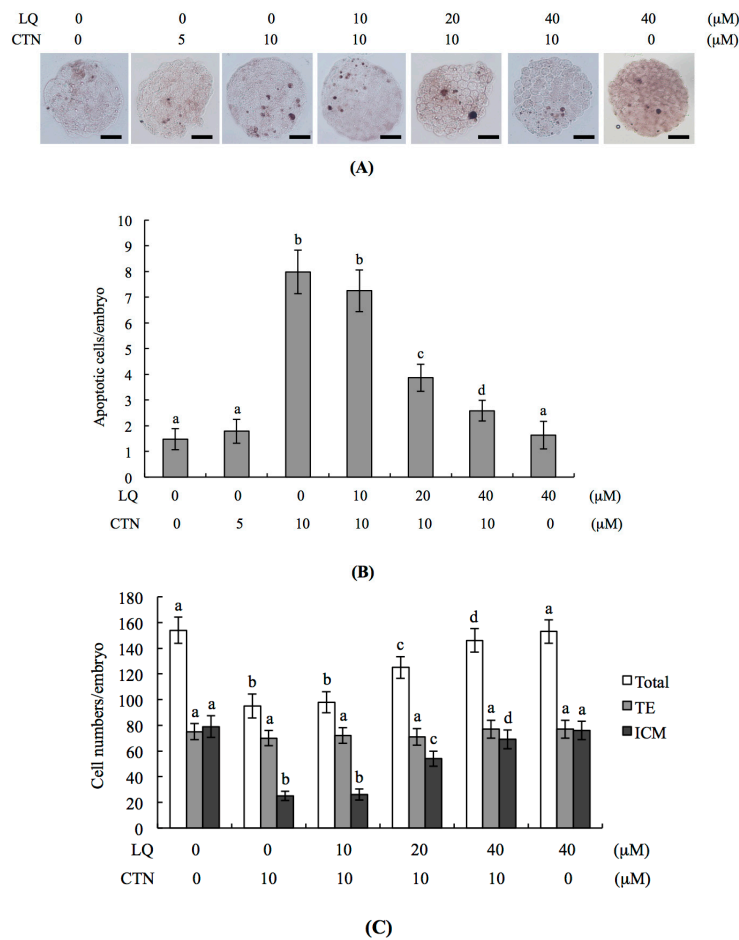 LQ 0 0 0 10 20 40 40 (μM)
CTN 0 5 10 10 10 10 0 (μM)
(A)
10
9
8
7
6
5
4
3
2
1
0
Apoptotic cells/embryo
a a b b c d a
LQ 0 0 0 10 20 40 40 (μM)
CTN 0 5 10 10 10 10 0 (μM)
(B)
180
160
140
120
100
80
60
40
20
0
Cell numbers/embryo
a a a
b a b
b a b
c a c
d a d
a a a
Total
TE
ICM
LQ 0 0 10 20 40 40 (μM)
CTN 0 10 10 10 10 0 (μM)
(C)